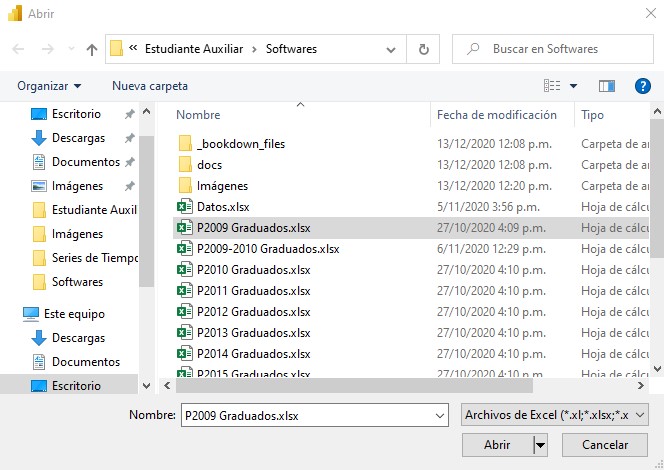 Abrir
« Estudiante Auxiliar > Softwares
Buscar en Softwares
Organizar Nueva carpeta
Escritorio
Descargas
Documentos
Imágenes
Estudiante Auxil
Imágenes
Series de Tiempo
Softwares
Este equipo
Descargas
Documentos
Escritorio
Nombre Fecha de modificación Tipo
_bookdown_files 13/12/2020 12:08 p.m. Carpeta de ar
docs 13/12/2020 12:08 p.m. Carpeta de ar
Imágenes 13/12/2020 12:20 p.m. Carpeta de ar
Datos.xlsx 5/11/2020 3:56 p.m. Hoja de cálcu
P2009 Graduados.xlsx 27/10/2020 4:09 p.m. Hoja de cálcu
P2009-2010 Graduados.xlsx 6/11/2020 12:29 p.m. Hoja de cálcu
P2010 Graduados.xlsx 27/10/2020 4:10 p.m. Hoja de cálcu
P2011 Graduados.xlsx 27/10/2020 4:10 p.m. Hoja de cálcu
P2012 Graduados.xlsx 27/10/2020 4:10 p.m. Hoja de cálcu
P2013 Graduados.xlsx 27/10/2020 4:10 p.m. Hoja de cálcu
P2014 Graduados.xlsx 27/10/2020 4:10 p.m. Hoja de cálcu
P2015 Graduados.xlsx 27/10/2020 4:10 p.m. Hoja de cálcu
Nombre: P2009 Graduados.xlsx Archivos de Excel (*.xl;*.xlsx;*.x
Abrir Cancelar